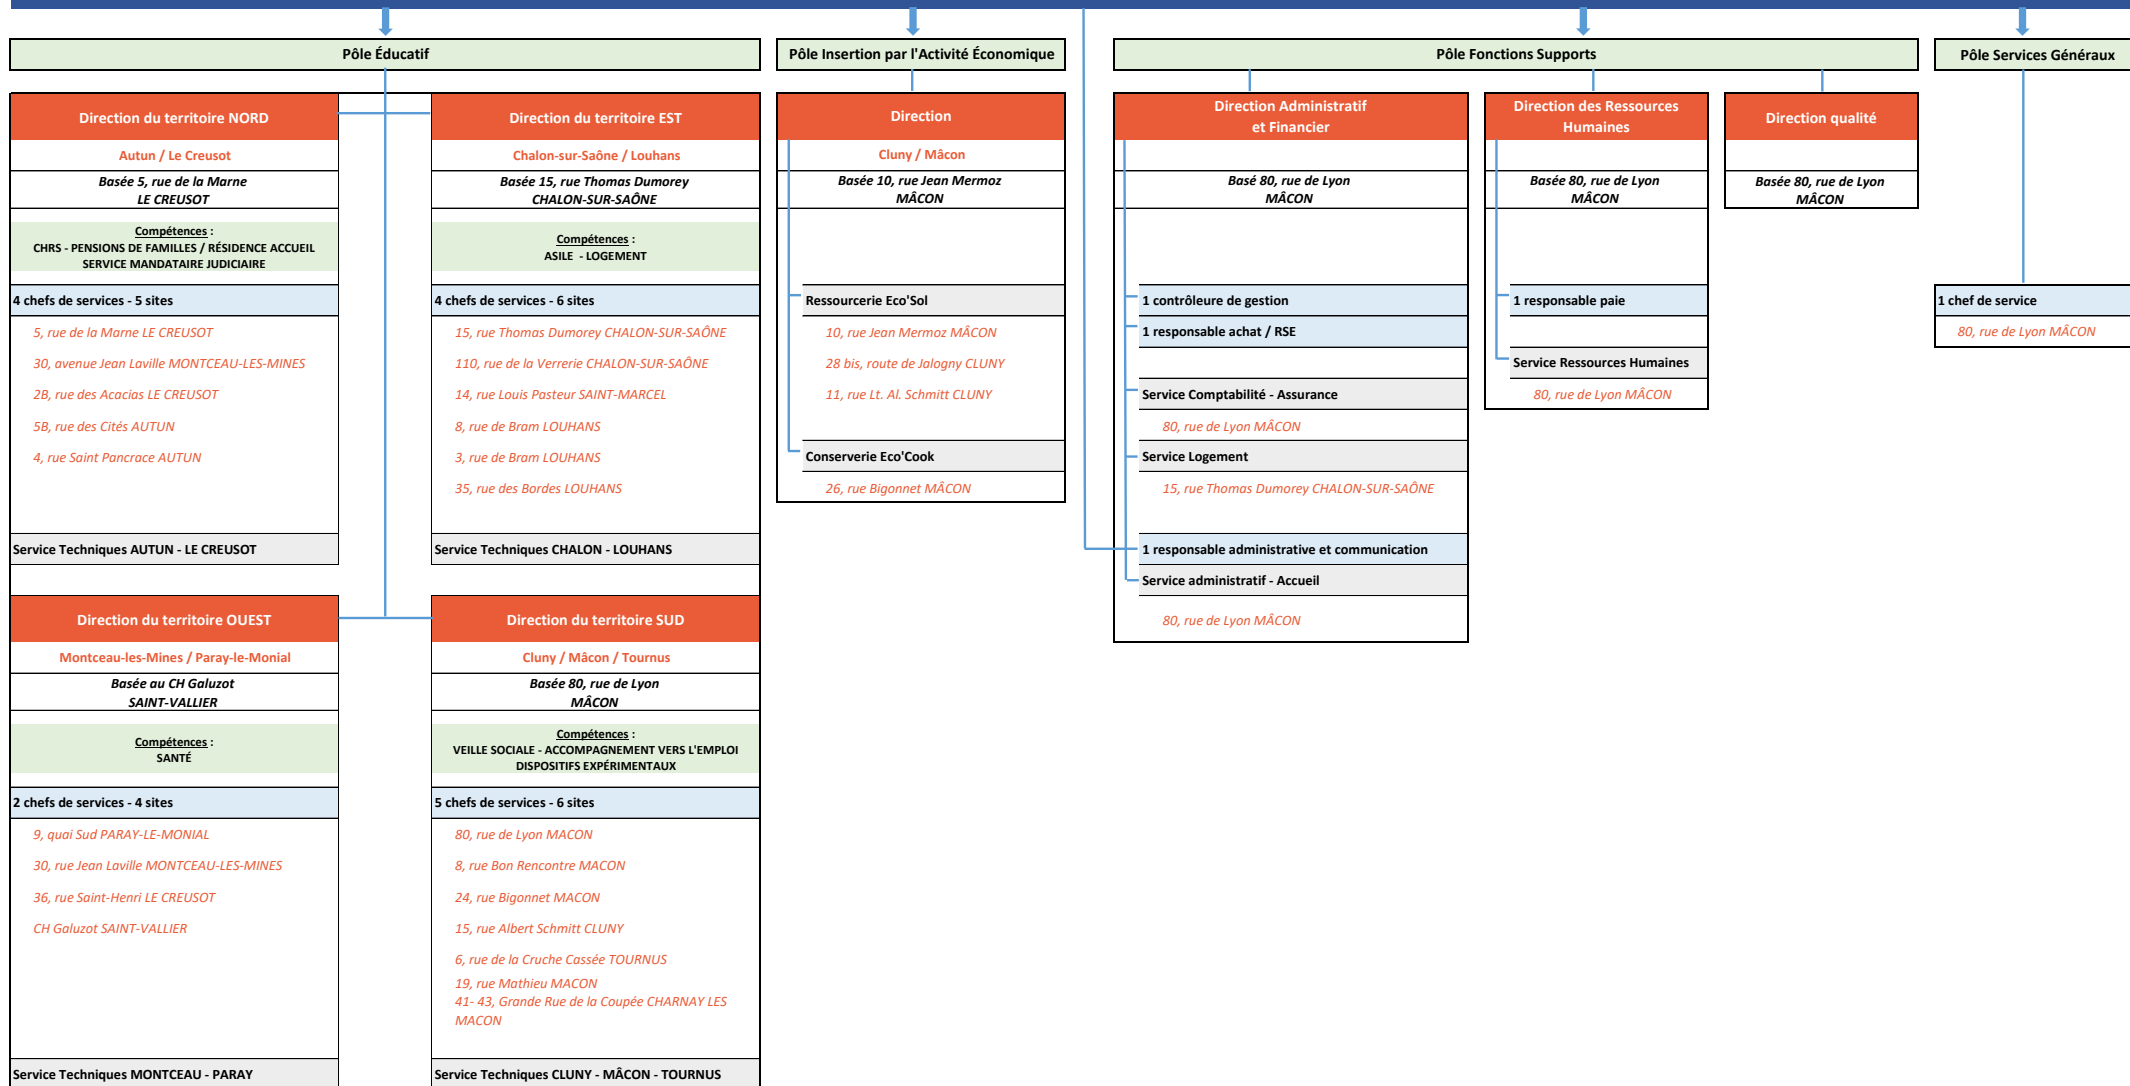 Pôle Éducatif
Pôle Insertion par l'Activité Économique
Pôle Fonctions Supports
Pôle Services Généraux
Direction du territoire NORD
Autun / Le Creusot
Basée 5, rue de la Marne
LE CREUSOT
Compétences :
CHRS - PENSIONS DE FAMILLES / RÉSIDENCE ACCUEIL
SERVICE MANDATAIRE JUDICIAIRE
4 chefs de services - 5 sites
5, rue de la Marne LE CREUSOT
30, avenue Jean Laville MONTCEAU-LES-MINES
2B, rue des Acacias LE CREUSOT
5B, rue des Cités AUTUN
4, rue Saint Pancrace AUTUN
Service Techniques AUTUN - LE CREUSOT
Direction du territoire EST
Chalon-sur-Saône / Louhans
Basée 15, rue Thomas Dumorey
CHALON-SUR-SAÔNE
Compétences :
ASILE - LOGEMENT
4 chefs de services - 6 sites
15, rue Thomas Dumorey CHALON-SUR-SAÔNE
110, rue de la Verrerie CHALON-SUR-SAÔNE
14, rue Louis Pasteur SAINT-MARCEL
8, rue de Bram LOUHANS
3, rue de Bram LOUHANS
35, rue des Bordes LOUHANS
Service Techniques CHALON - LOUHANS
Direction
Cluny / Mâcon
Basée 10, rue Jean Mermoz
MÂCON
Ressourcerie Eco'Sol
10, rue Jean Mermoz MÂCON
28 bis, route de Jalogny CLUNY
11, rue Lt. Al. Schmitt CLUNY
Conserverie Eco'Cook
26, rue Bigonnet MÂCON
Direction Administratif
et Financier
Basé 80, rue de Lyon
MÂCON
1 contrôleure de gestion
1 responsable achat / RSE
Service Comptabilité - Assurance
80, rue de Lyon MÂCON
Service Logement
15, rue Thomas Dumorey CHALON-SUR-SAÔNE
1 responsable administrative et communication
Service administratif - Accueil
80, rue de Lyon MÂCON
Direction des Ressources
Humaines
Basée 80, rue de Lyon
MÂCON
1 responsable paie
Service Ressources Humaines
80, rue de Lyon MÂCON
Direction qualité
Basée 80, rue de Lyon
MÂCON
1 chef de service
80, rue de Lyon MÂCON
Direction du territoire OUEST
Montceau-les-Mines / Paray-le-Monial
Basée au CH Galuzot
SAINT-VALLIER
Compétences :
SANTÉ
2 chefs de services - 4 sites
9, quai Sud PARAY-LE-MONIAL
30, rue Jean Laville MONTCEAU-LES-MINES
36, rue Saint-Henri LE CREUSOT
CH Galuzot SAINT-VALLIER
Service Techniques MONTCEAU - PARAY
Direction du territoire SUD
Cluny / Mâcon / Tournus
Basée 80, rue de Lyon
MÂCON
Compétences :
VEILLE SOCIALE - ACCOMPAGNEMENT VERS L'EMPLOI
DISPOSITIFS EXPÉRIMENTAUX
5 chefs de services - 6 sites
80, rue de Lyon MACON
8, rue Bon Rencontre MACON
24, rue Bigonnet MACON
15, rue Albert Schmitt CLUNY
6, rue de la Cruche Cassée TOURNUS
19, rue Mathieu MACON
41- 43, Grande Rue de la Coupée CHARNAY LES
MACON
Service Techniques CLUNY - MÂCON - TOURNUS